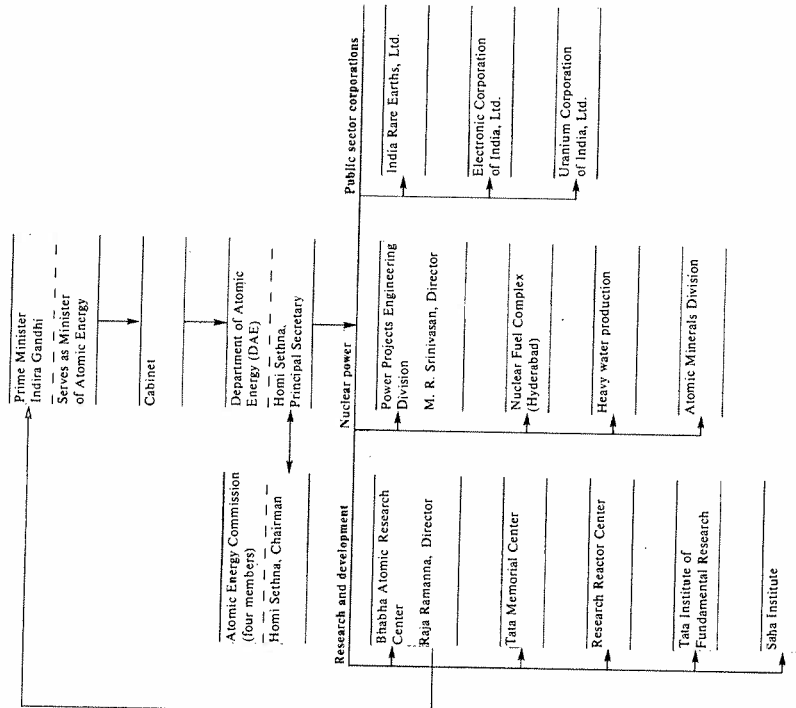 Prime Minister
Indira Gandhi
Serves as Minister
of Atomic Energy
Cabinet
Atomic Energy Commission
(four members)
Homi Sethna, Chairman
Department of Atomic
Energy (DAE)
Homi Sethna,
Principal Secretary
Research and development
Bhabha Atomic Research
Center
Raja Ramanna, Director
Tata Memorial Center
Research Reactor Center
Tata Institute of
Fundamental Research
Saha Institute
Nuclear power
Power Projects Engineering
Division
M. R. Srinivasan, Director
Nuclear Fuel Complex
(Hyderabad)
Heavy water production
Atomic Minerals Division
Public sector corporations
India Rare Earths, Ltd.
Electronic Corporation
of India, Ltd.
Uranium Corporation
of India, Ltd.